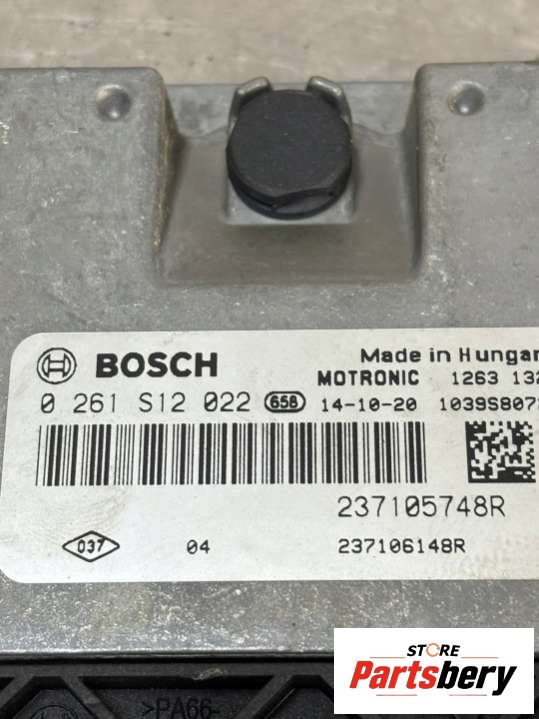 BOSCH
Made in Hungar
MOTRONIC 1263 132
0 261 S12 022 658 14-10-20 1039S807
237105748R
037 04 237106148R
>PA66-
STORE
Partsbery